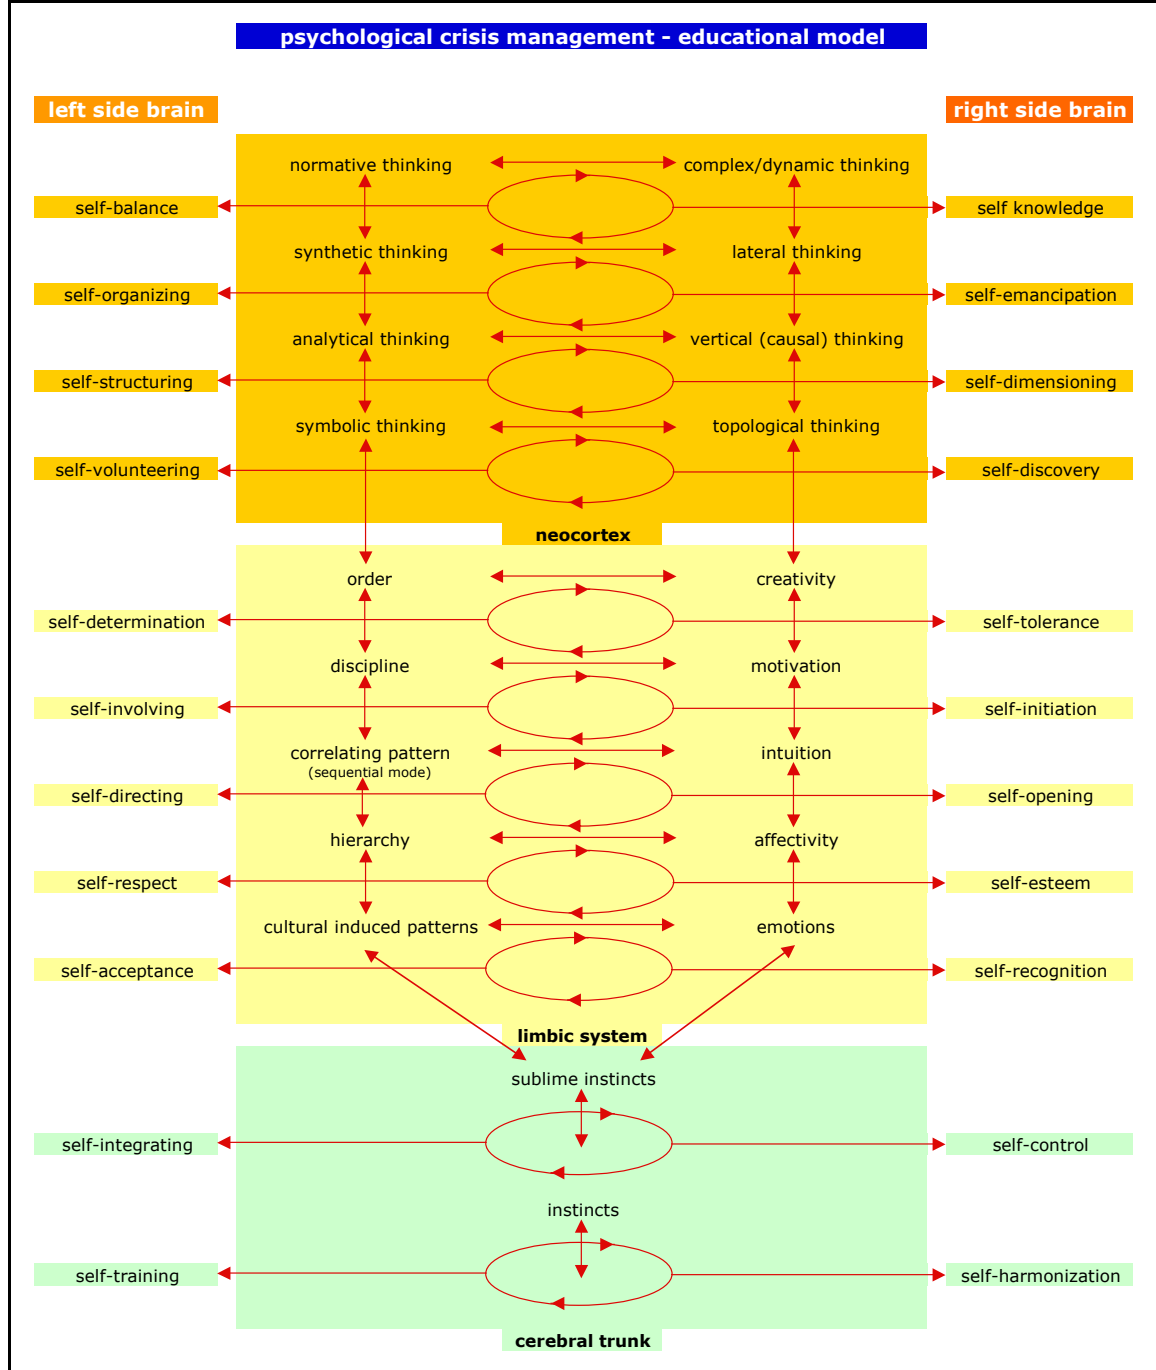 psychological crisis management - educational model
left side brain
right side brain
normative thinking
complex/dynamic thinking
self-balance
self knowledge
synthetic thinking
lateral thinking
self-organizing
self-emancipation
analytical thinking
vertical (causal) thinking
self-structuring
self-dimensioning
symbolic thinking
topological thinking
self-volunteering
self-discovery
neocortex
order
creativity
self-determination
self-tolerance
discipline
motivation
self-involving
self-initiation
correlating pattern
(sequential mode)
intuition
self-directing
self-opening
hierarchy
affectivity
self-respect
self-esteem
cultural induced patterns
emotions
self-acceptance
self-recognition
limbic system
sublime instincts
self-integrating
self-control
instincts
self-training
self-harmonization
cerebral trunk